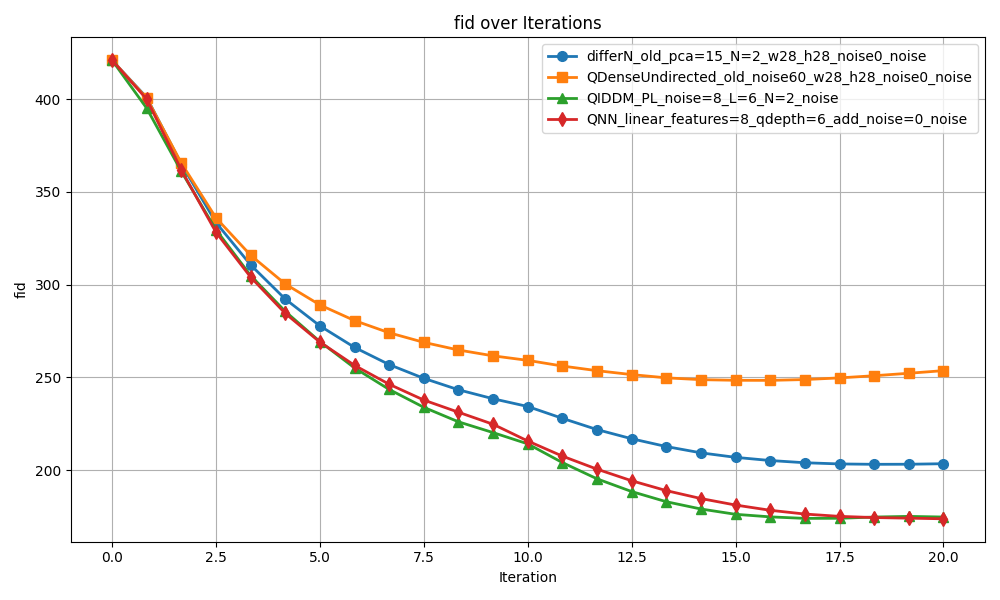 fid over Iterations
differN_old_pca=15_N=2_w28_h28_noise0_noise
QDenseUndirected_old_noise60_w28_h28_noise0_noise
QIDDM_PL_noise=8_L=6_N=2_noise
QNN_linear_features=8_qdepth=6_add_noise=0_noise
400
350
300
250
200
fid
0.0 2.5 5.0 7.5 10.0 12.5 15.0 17.5 20.0
Iteration